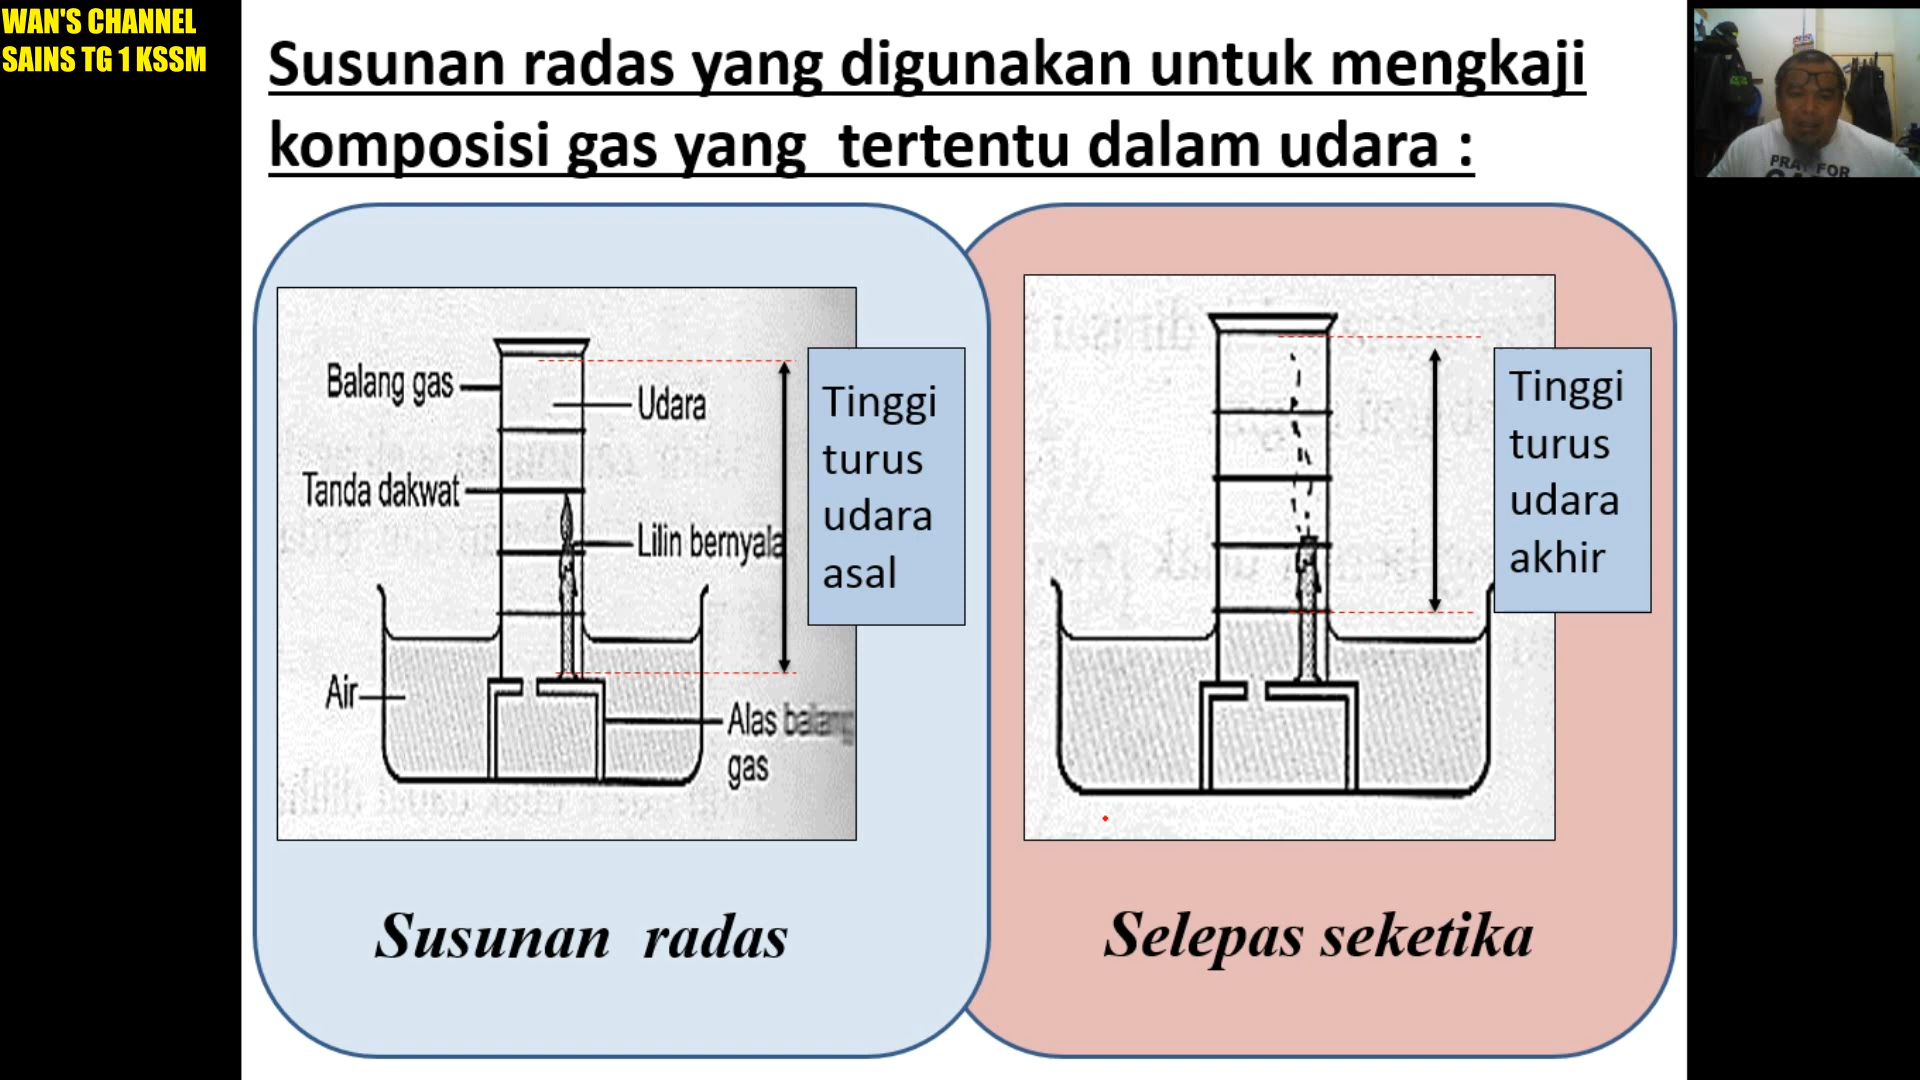 WAN'S CHANNEL
SAINS TG 1 KSSM
Susunan radas yang digunakan untuk mengkaji
komposisi gas yang tertentu dalam udara :
Balang gas
Udara
Tanda dakwat
Lilin bernyala
Air
Alas balang
gas
Tinggi
turus
udara
asal
Susunan radas
Tinggi
turus
udara
akhir
Selepas seketika
PRAY FOR